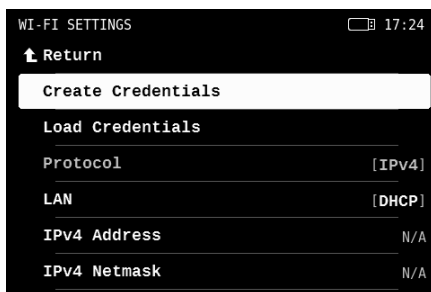 WI-FI SETTINGS 17:24
Return
Create Credentials
Load Credentials
Protocol [IPv4]
LAN [DHCP]
IPv4 Address N/A
IPv4 Netmask N/A